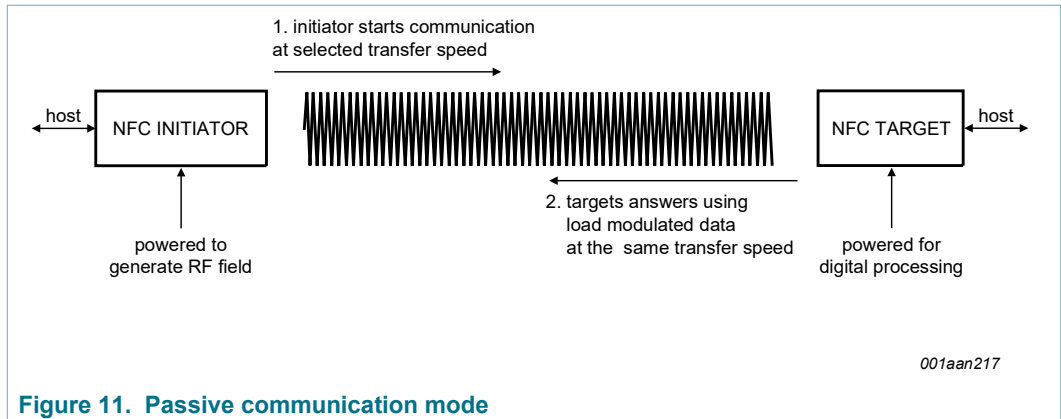 1. initiator starts communication
at selected transfer speed
host
NFC INITIATOR
NFC TARGET
host
2. targets answers using
load modulated data
at the same transfer speed
powered to
generate RF field
powered for
digital processing
001aan217
Figure 11. Passive communication mode